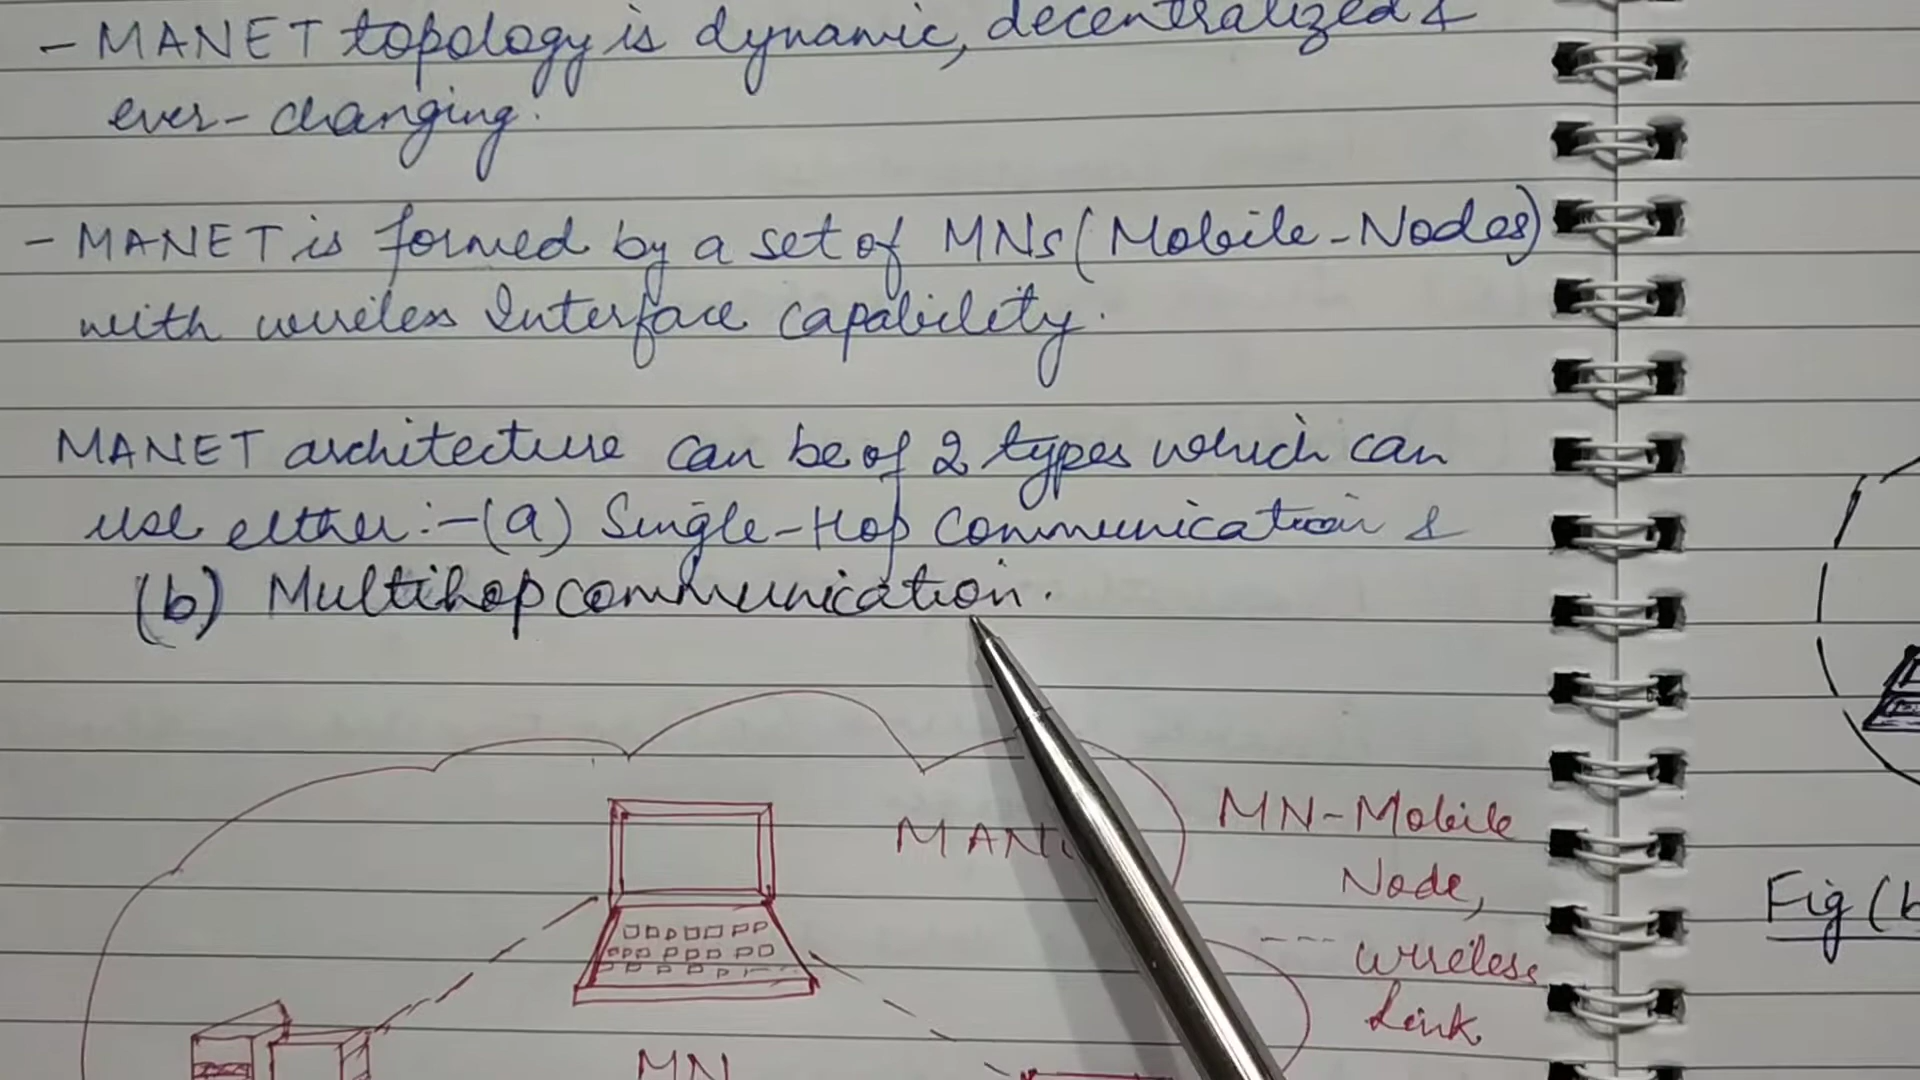 - MANET topology is dynamic, decentralized &
ever-changing.
- MANET is formed by a set of MNs (Mobile-Nodes)
with wireless Interface capability.
MANET architecture can be of 2 types which can
use either:-(a) Single-Hop Communication &
(b) Multihop communication.
MAN
MN-Mobile
Node,
--- wireless
Link
MN
Fig (b